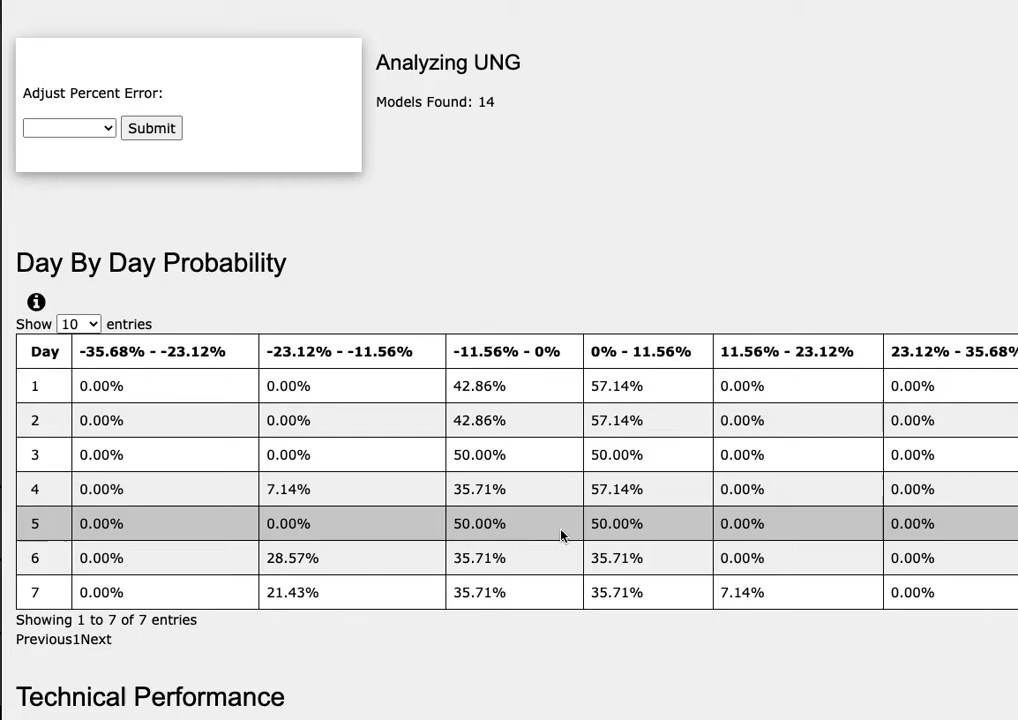 Analyzing UNG
Adjust Percent Error:
Models Found: 14
Submit
Day By Day Probability
Show 10 entries
Day -35.68% - -23.12% -23.12% - -11.56% -11.56% - 0% 0% - 11.56% 11.56% - 23.12% 23.12% - 35.68%
1 0.00% 0.00% 42.86% 57.14% 0.00% 0.00%
2 0.00% 0.00% 42.86% 57.14% 0.00% 0.00%
3 0.00% 0.00% 50.00% 50.00% 0.00% 0.00%
4 0.00% 7.14% 35.71% 57.14% 0.00% 0.00%
5 0.00% 0.00% 50.00% 50.00% 0.00% 0.00%
6 0.00% 28.57% 35.71% 35.71% 0.00% 0.00%
7 0.00% 21.43% 35.71% 35.71% 7.14% 0.00%
Showing 1 to 7 of 7 entries
Previous1Next
Technical Performance